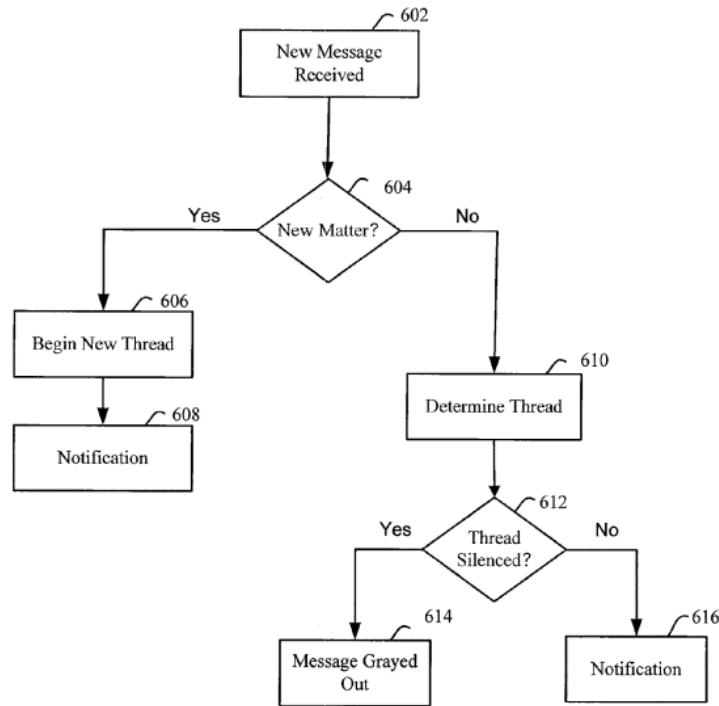 602
New Message
Received
604
Yes
New Matter?
No
606
Begin New Thread
610
Determine Thread
608
Notification
612
Yes
Thread
Silenced?
No
614
Message Grayed
Out
616
Notification